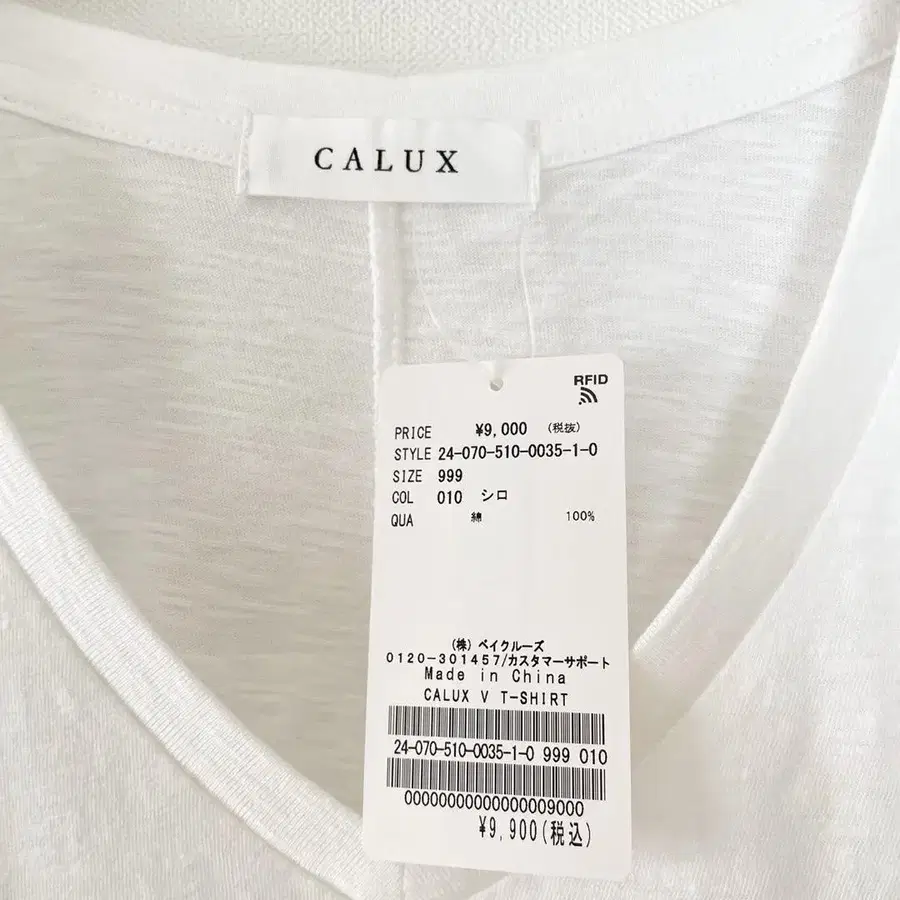 CALUX
RFID
PRICE ¥9,000 (税抜)
STYLE 24-070-510-0035-1-0
SIZE 999
COL 010 シロ
QUA 綿 100%
(株) ベイクルーズ
0120-301457/カスタマーサポート
Made in China
CALUX V T-SHIRT
24-070-510-0035-1-0 999 010
00000000000000009000
¥9,900(税込)